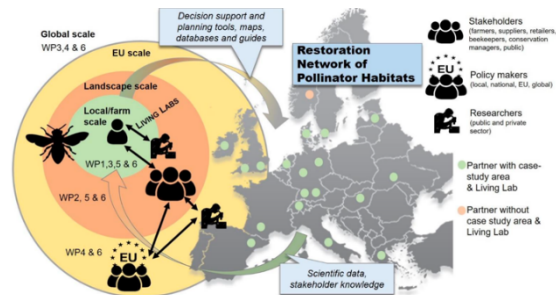 Decision support and
planning tools, maps,
databases and guides
Global scale
WP3,4 & 6
EU scale
Landscape scale
Local/farm
scale
LIVING LABS
WP1,3,5 & 6
WP2, 5 & 6
WP4 & 6
EU
Restoration
Network of
Pollinator Habitats
Scientific data,
stakeholder knowledge
Stakeholders
(farmers, suppliers, retailers,
beekeepers, conservation
managers, public)
EU
Policy makers
(local, national, EU, global)
Researchers
(public and private
sector)
Partner with case-
study area
& Living Lab
Partner without
case study area &
Living Lab